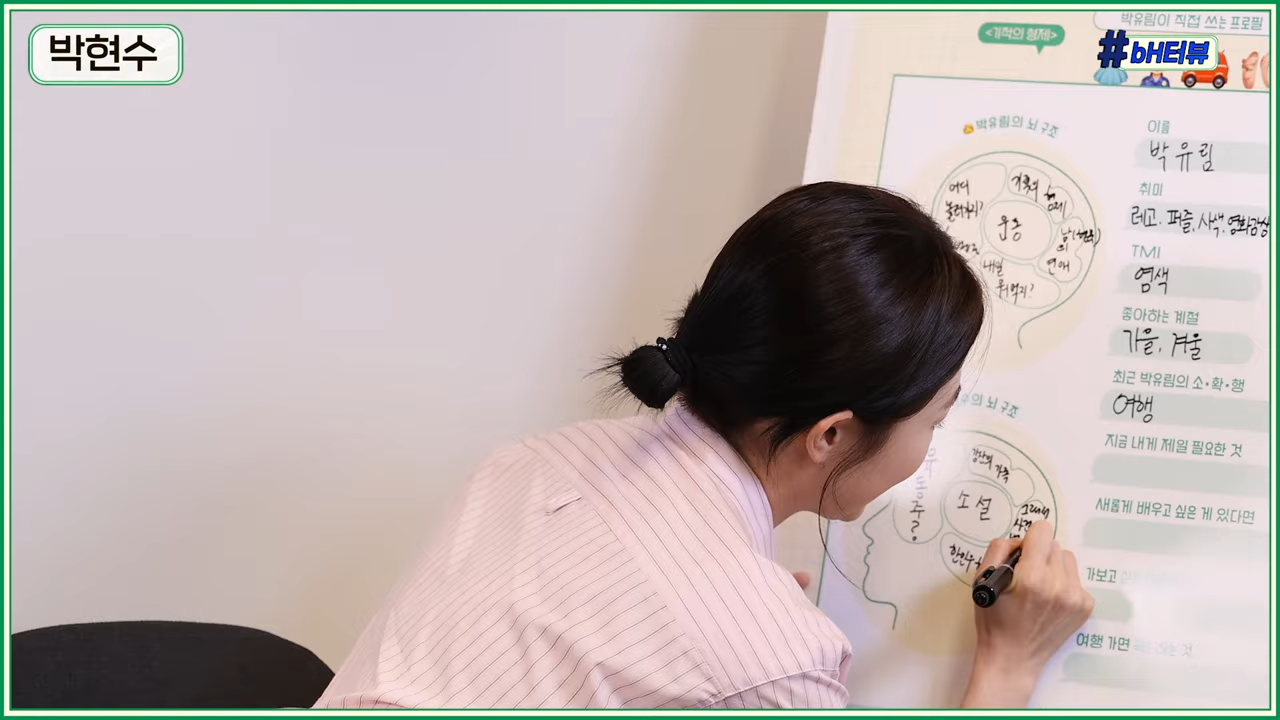 박현수
<기적의 형제>
박유림이 직접 쓰는 프로필
#bH터뷰
박유림의 뇌 구조
어디
놀러가지?
운동
내일
뭐 먹지?
의
연애
이름
박유림
취미
레고. 퍼즐, 사색, 영화감상
TMI
염색
좋아하는 계절
가을, 겨울
최근 박유림의 소·확·행
여행
지금 내게 제일 필요한 것
새롭게 배우고 싶은 게 있다면
가보고
여행 가면
의 뇌 구조
소설